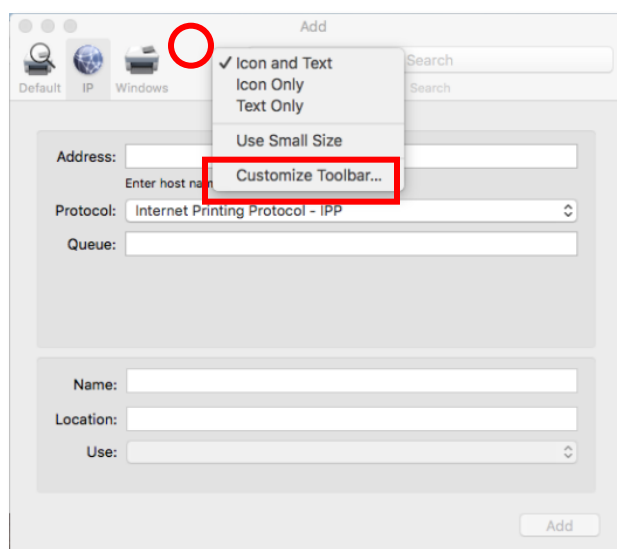 Add
Default IP Windows
✓ Icon and Text
Icon Only
Text Only
Use Small Size
Customize Toolbar...
Search
Search
Address:
Enter host
Protocol: Internet Printing Protocol - IPP
Queue:
Name:
Location:
Use:
Add